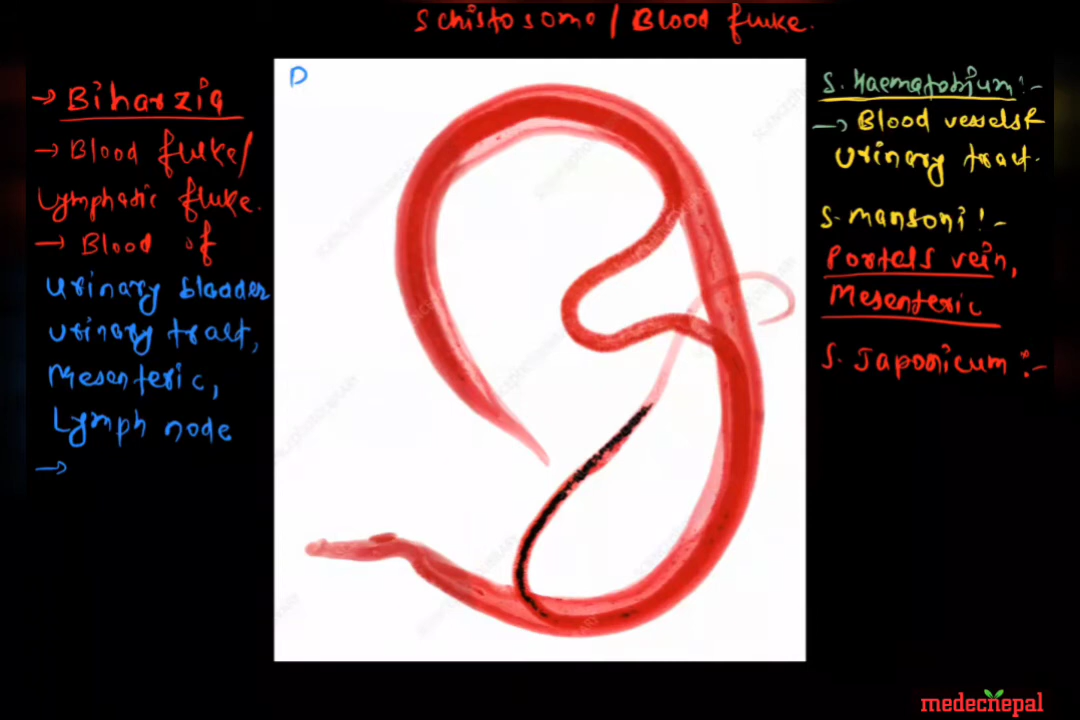 Schistosoma / Blood fluke.
D
→ Biharzia
→ Blood fluke/
Lymphatic fluke.
→ Blood of
urinary bladder
urinary tract,
Mesenteric,
Lymph node
→
S. Haematobium :-
→ Blood vessels &
urinary tract.
S. mansoni :-
Portals vein,
Mesenteric
S. Japonicum :-
medecnepal